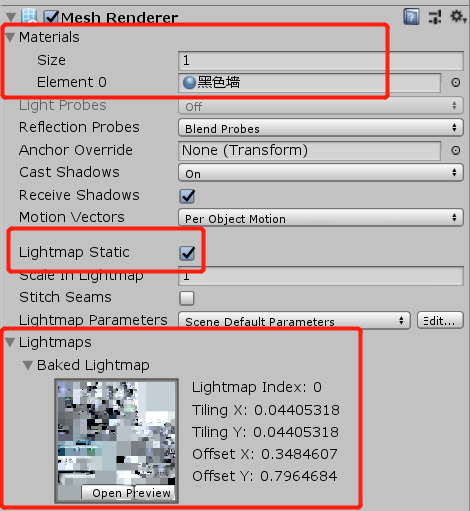 Mesh Renderer
Materials
Size 1
Element 0 黑色墙
Light Probes Off
Reflection Probes Blend Probes
Anchor Override None (Transform)
Cast Shadows On
Receive Shadows
Motion Vectors Per Object Motion
Lightmap Static
Scale In Lightmap 1
Stitch Seams
Lightmap Parameters Scene Default Parameters Edit...
Lightmaps
Baked Lightmap
Lightmap Index: 0
Tiling X: 0.04405318
Tiling Y: 0.04405318
Offset X: 0.3484607
Offset Y: 0.7964684
Open Preview